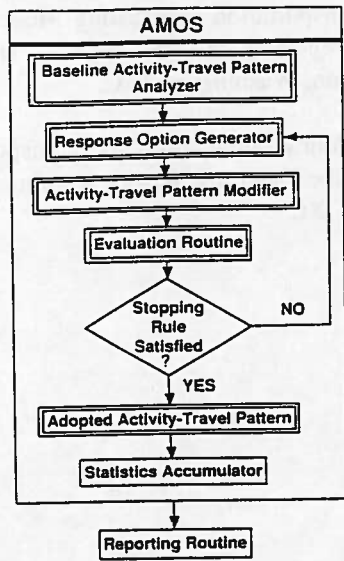 AMOS
Baseline Activity-Travel Pattern
Analyzer
Response Option Generator
Activity-Travel Pattern Modifier
Evaluation Routine
Stopping
Rule
Satisfied
?
NO
YES
Adopted Activity-Travel Pattern
Statistics Accumulator
Reporting Routine